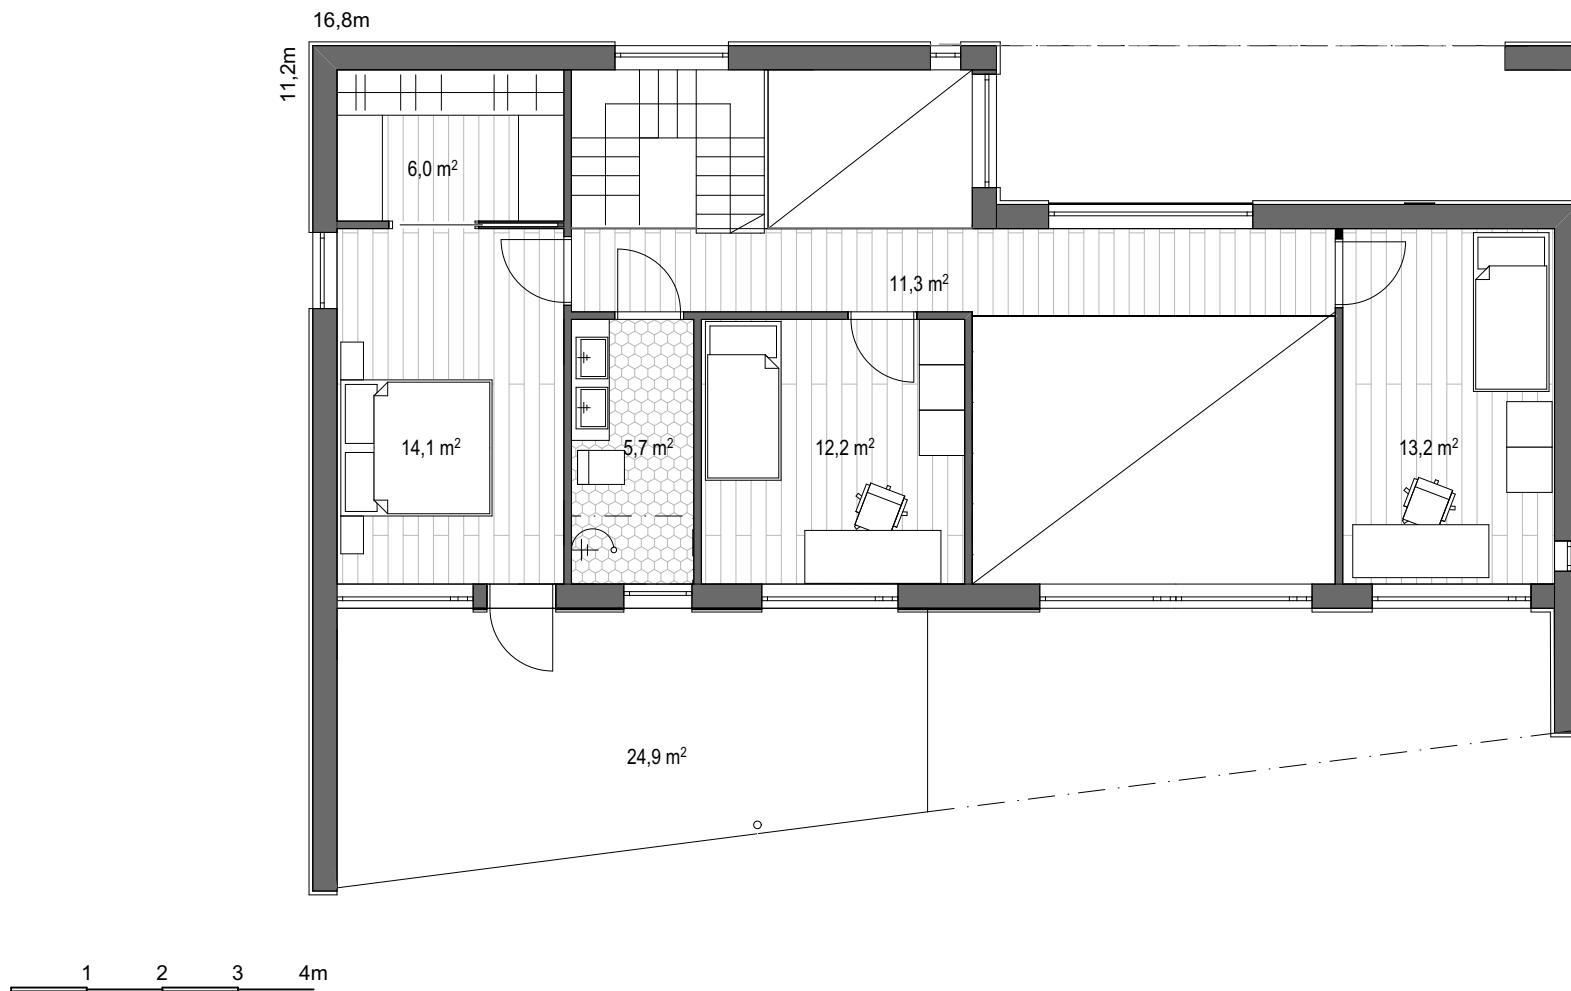 16,8m
11,2m
6,0 m²
11,3 m²
14,1 m²
5,7 m²
12,2 m²
13,2 m²
24,9 m²
1 2 3 4m